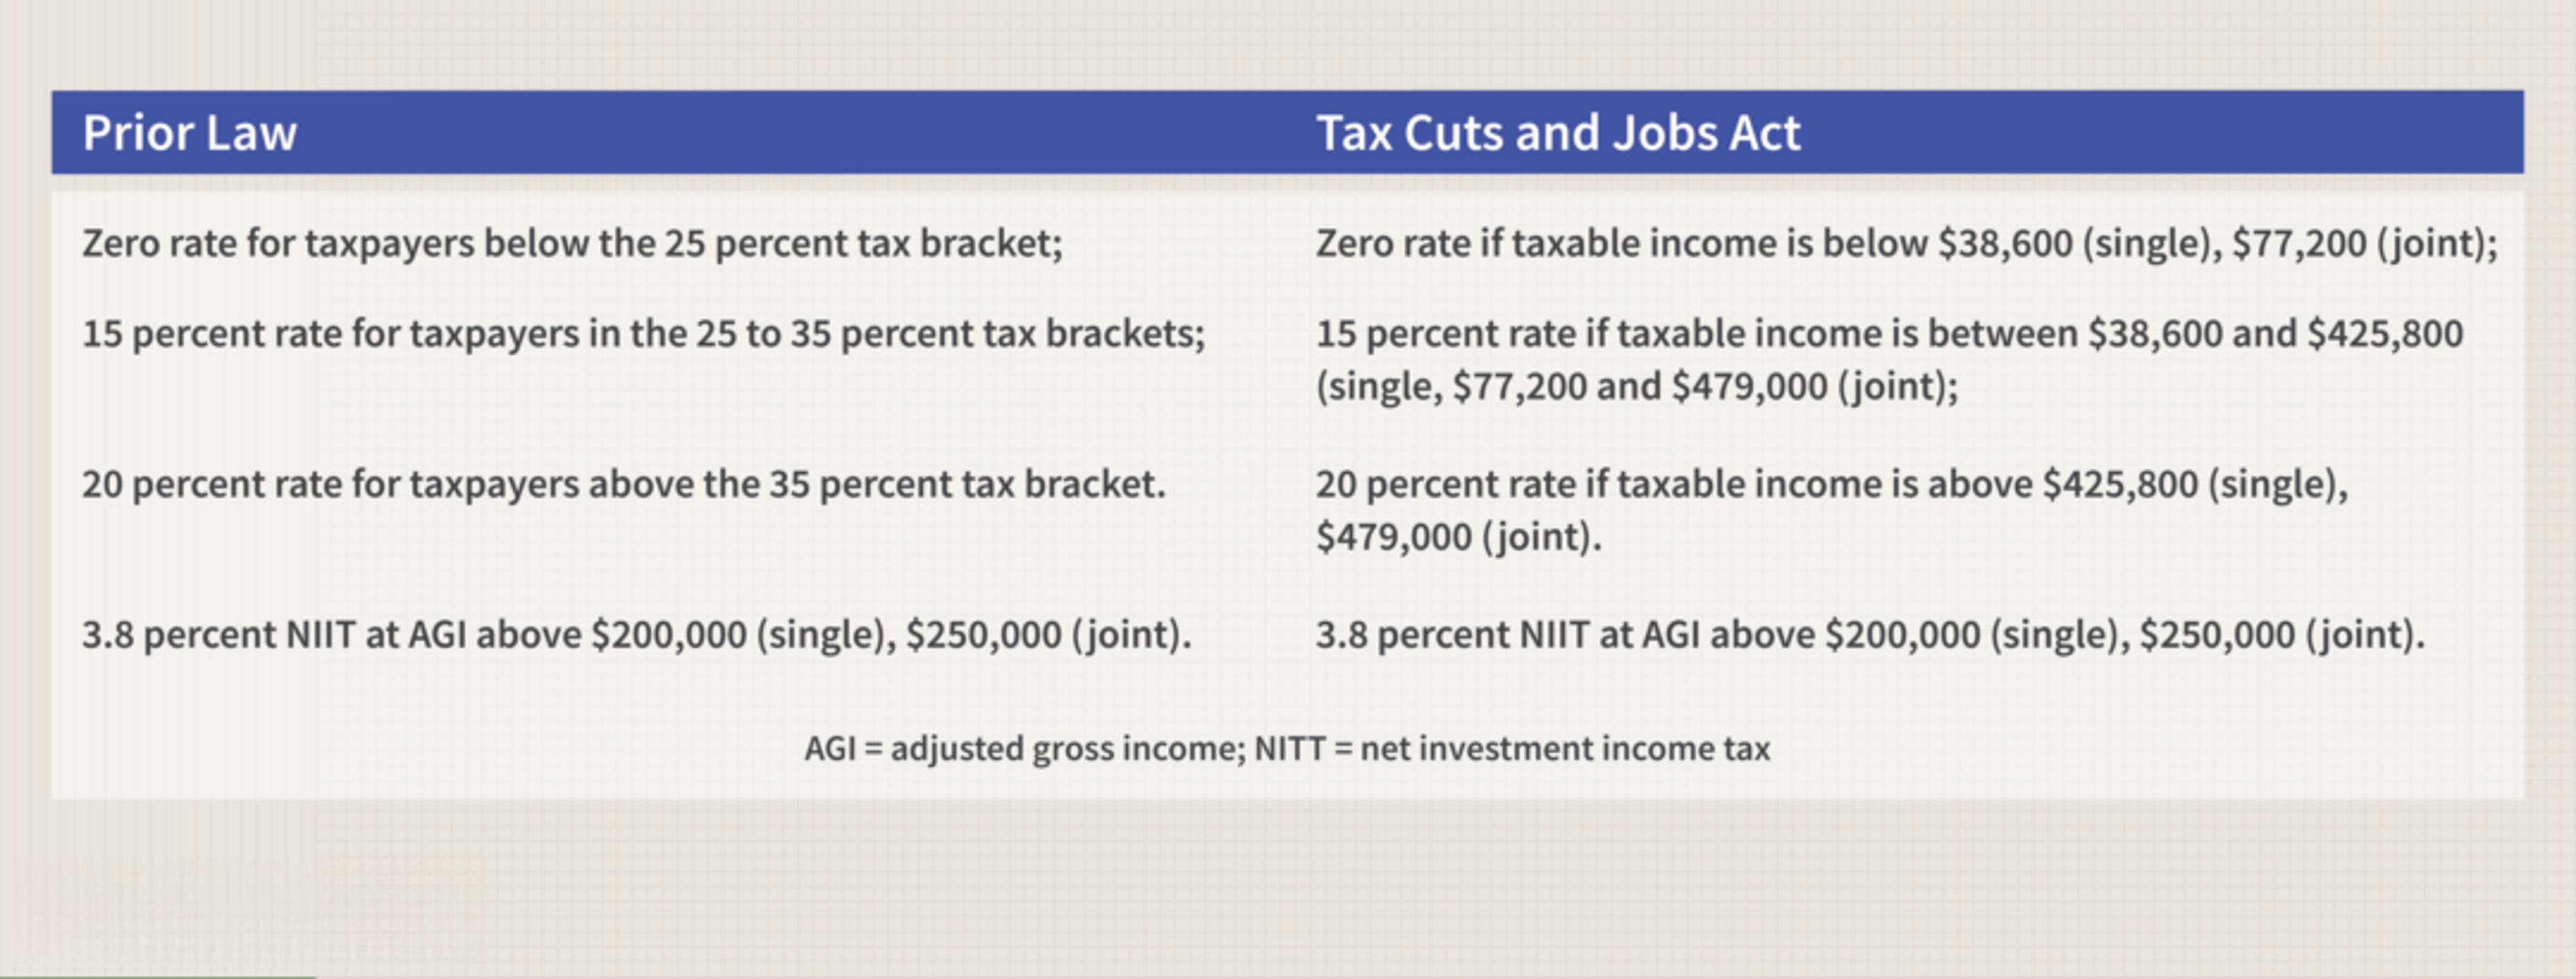 Prior Law
Tax Cuts and Jobs Act
Zero rate for taxpayers below the 25 percent tax bracket;
Zero rate if taxable income is below $38,600 (single), $77,200 (joint);
15 percent rate for taxpayers in the 25 to 35 percent tax brackets;
15 percent rate if taxable income is between $38,600 and $425,800
(single, $77,200 and $479,000 (joint);
20 percent rate for taxpayers above the 35 percent tax bracket.
20 percent rate if taxable income is above $425,800 (single),
$479,000 (joint).
3.8 percent NIIT at AGI above $200,000 (single), $250,000 (joint).
3.8 percent NIIT at AGI above $200,000 (single), $250,000 (joint).
AGI = adjusted gross income; NITT = net investment income tax